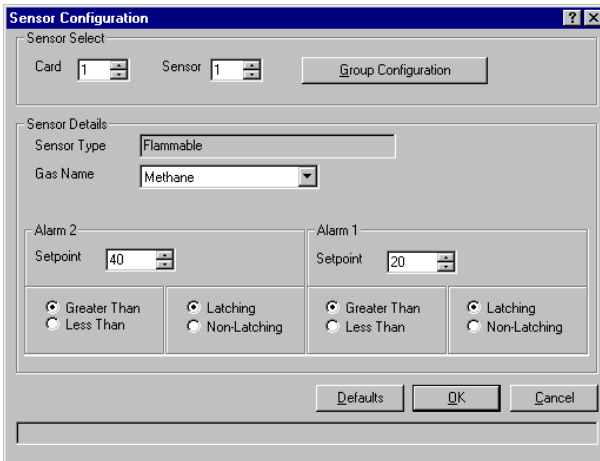 Sensor Configuration
Sensor Select
Card 1 Sensor 1 Group Configuration
Sensor Details
Sensor Type Flammable
Gas Name Methane
Alarm 2 Alarm 1
Setpoint 40 Setpoint 20
Greater Than Latching Greater Than Latching
Less Than Non-Latching Less Than Non-Latching
Defaults OK Cancel